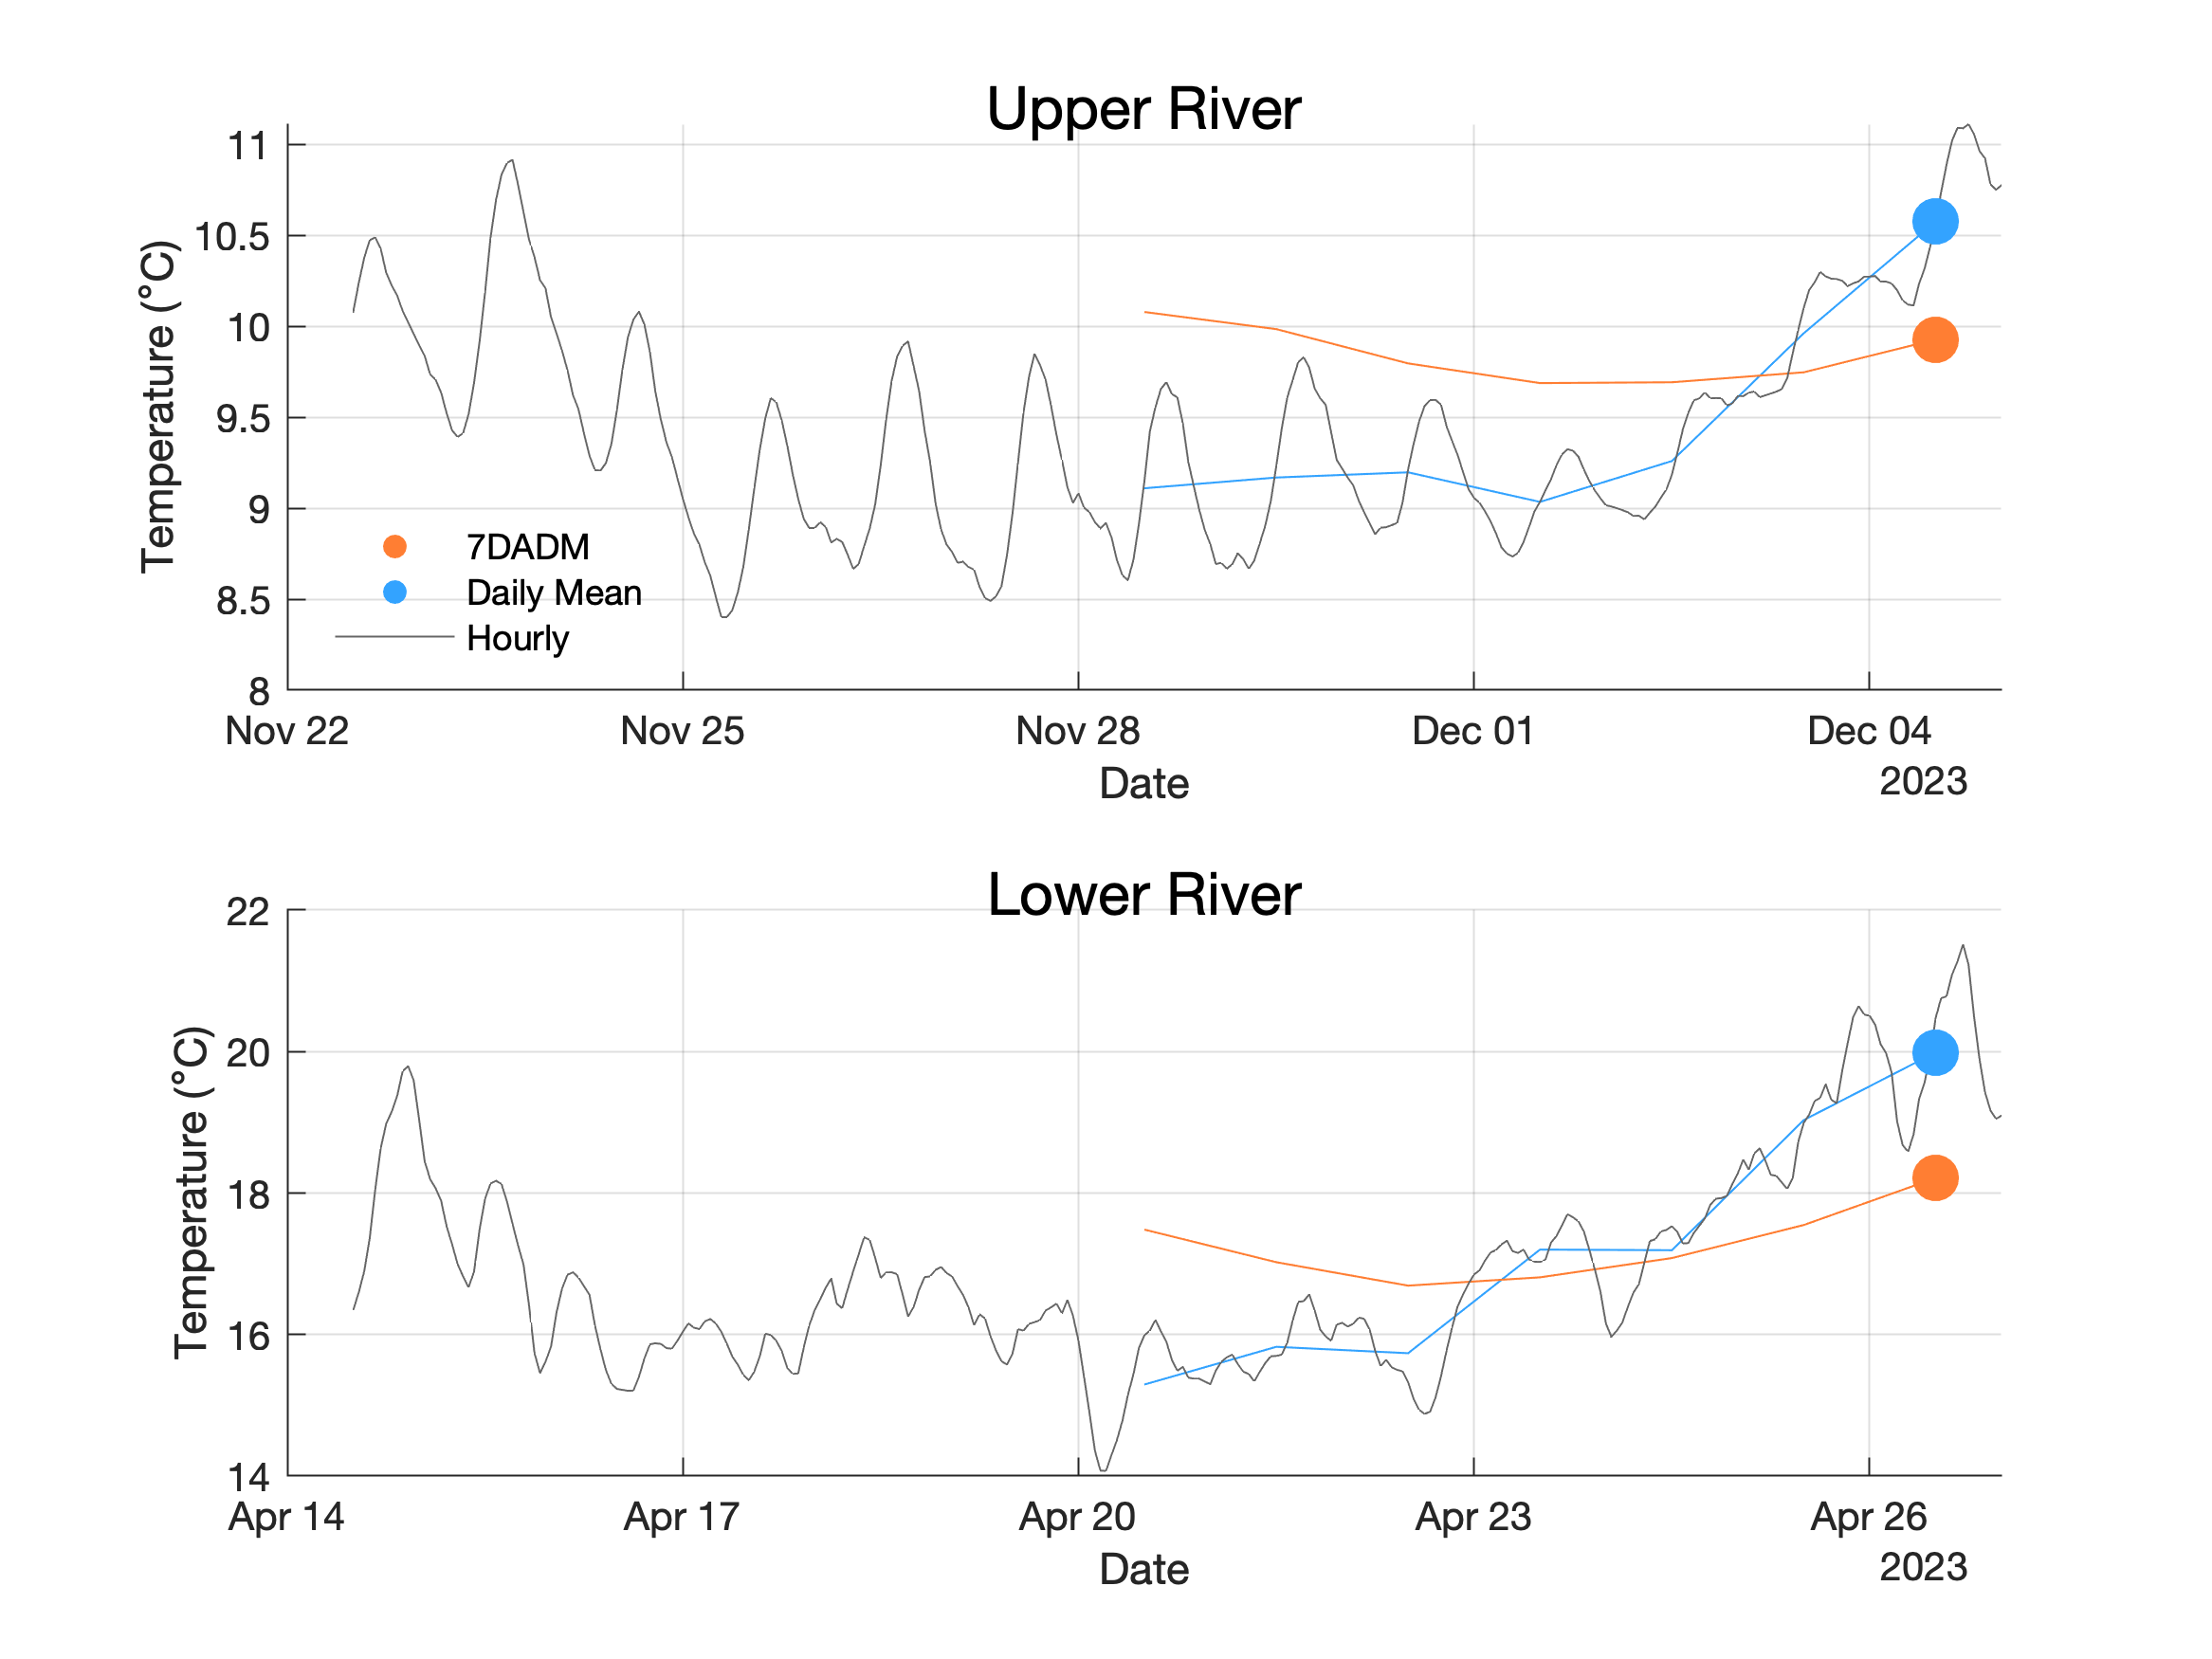 Upper River
Temperature (°C)
11
10.5
10
9.5
9
8.5
8
7DADM
Daily Mean
Hourly
Nov 22 Nov 25 Nov 28 Dec 01 Dec 04
Date
2023
Lower River
Temperature (°C)
22
20
18
16
14
Apr 14 Apr 17 Apr 20 Apr 23 Apr 26
Date
2023